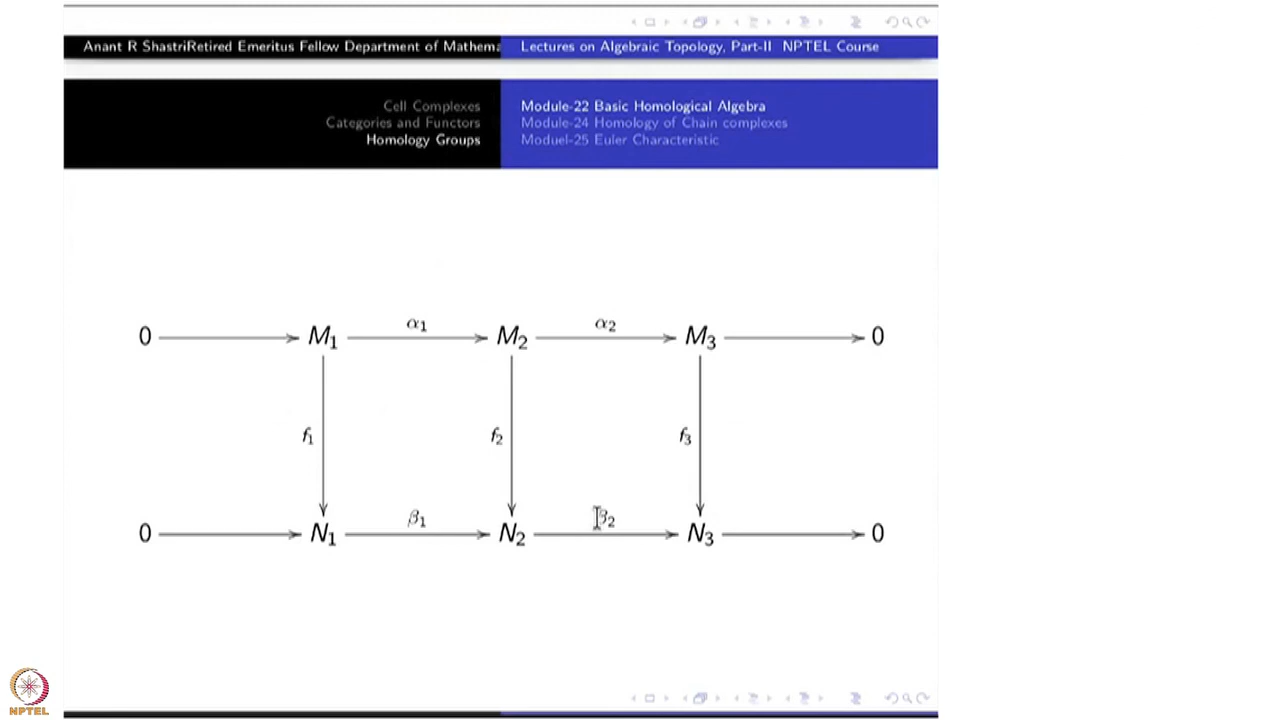 Anant R ShastriRetired Emeritus Fellow Department of Mathema Lectures on Algebraic Topology, Part-II NPTEL Course
Cell Complexes Module-22 Basic Homological Algebra
Categories and Functors Module-24 Homology of Chain complexes
Homology Groups Moduel-25 Euler Characteristic
α₁ α₂
0 M₁ M₂ M₃ 0
f₁ f₂ f₃
β₁ β₂
0 N₁ N₂ N₃ 0
NPTEL